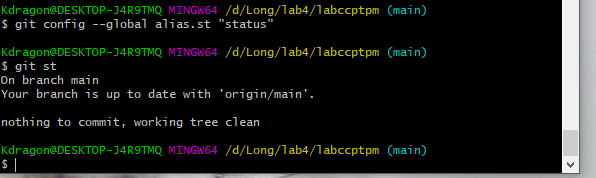 Kdragon@DESKTOP-J4R9TMQ MINGW64 /d/Long/lab4/labccptpm (main)
$ git config --global alias.st "status"
Kdragon@DESKTOP-J4R9TMQ MINGW64 /d/Long/lab4/labccptpm (main)
$ git st
On branch main
Your branch is up to date with 'origin/main'.
nothing to commit, working tree clean
Kdragon@DESKTOP-J4R9TMQ MINGW64 /d/Long/lab4/labccptpm (main)
$